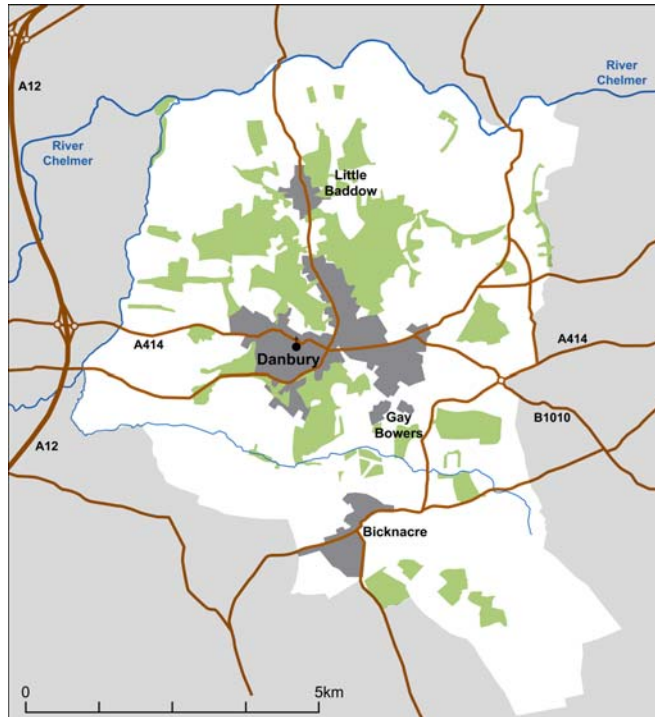 River
Chelmer
A12
River
Chelmer
Little
Baddow
A414
Danbury
A414
Gay
Bowers
B1010
A12
Bicknacre
0
5km